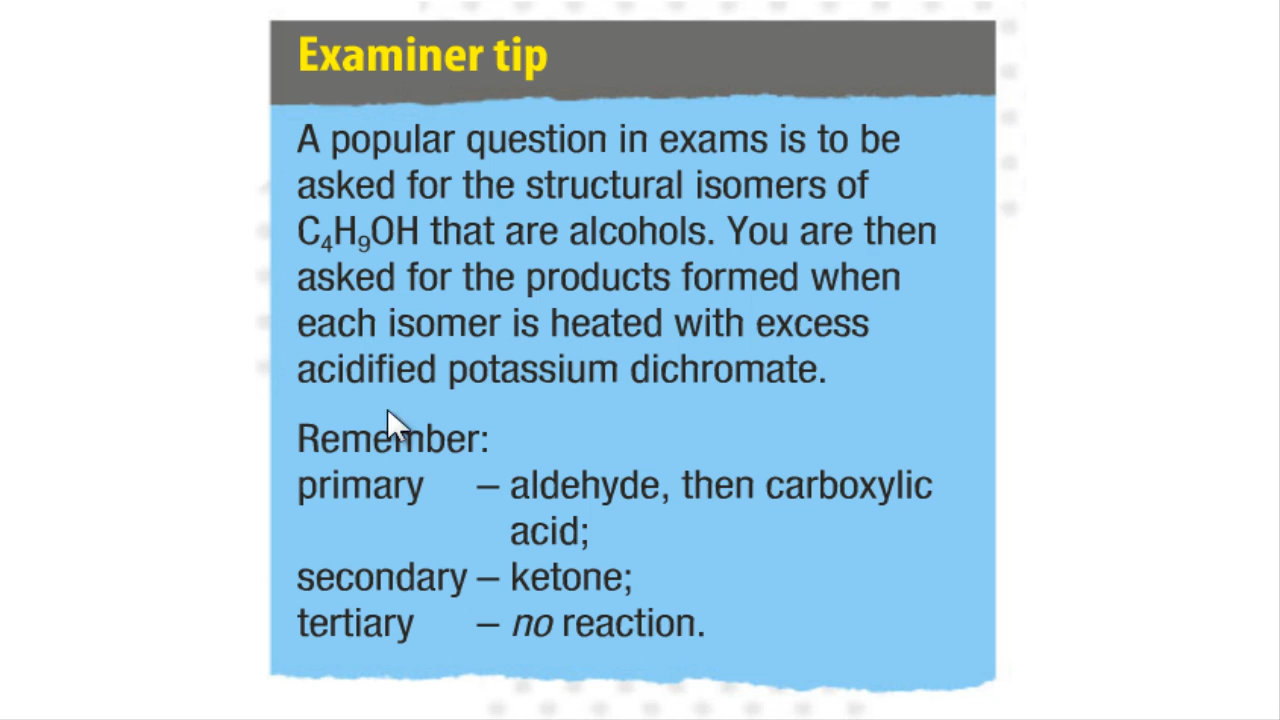 Examiner tip
A popular question in exams is to be
asked for the structural isomers of
C₄H₉OH that are alcohols. You are then
asked for the products formed when
each isomer is heated with excess
acidified potassium dichromate.
Remember:
primary – aldehyde, then carboxylic
acid;
secondary – ketone;
tertiary – no reaction.